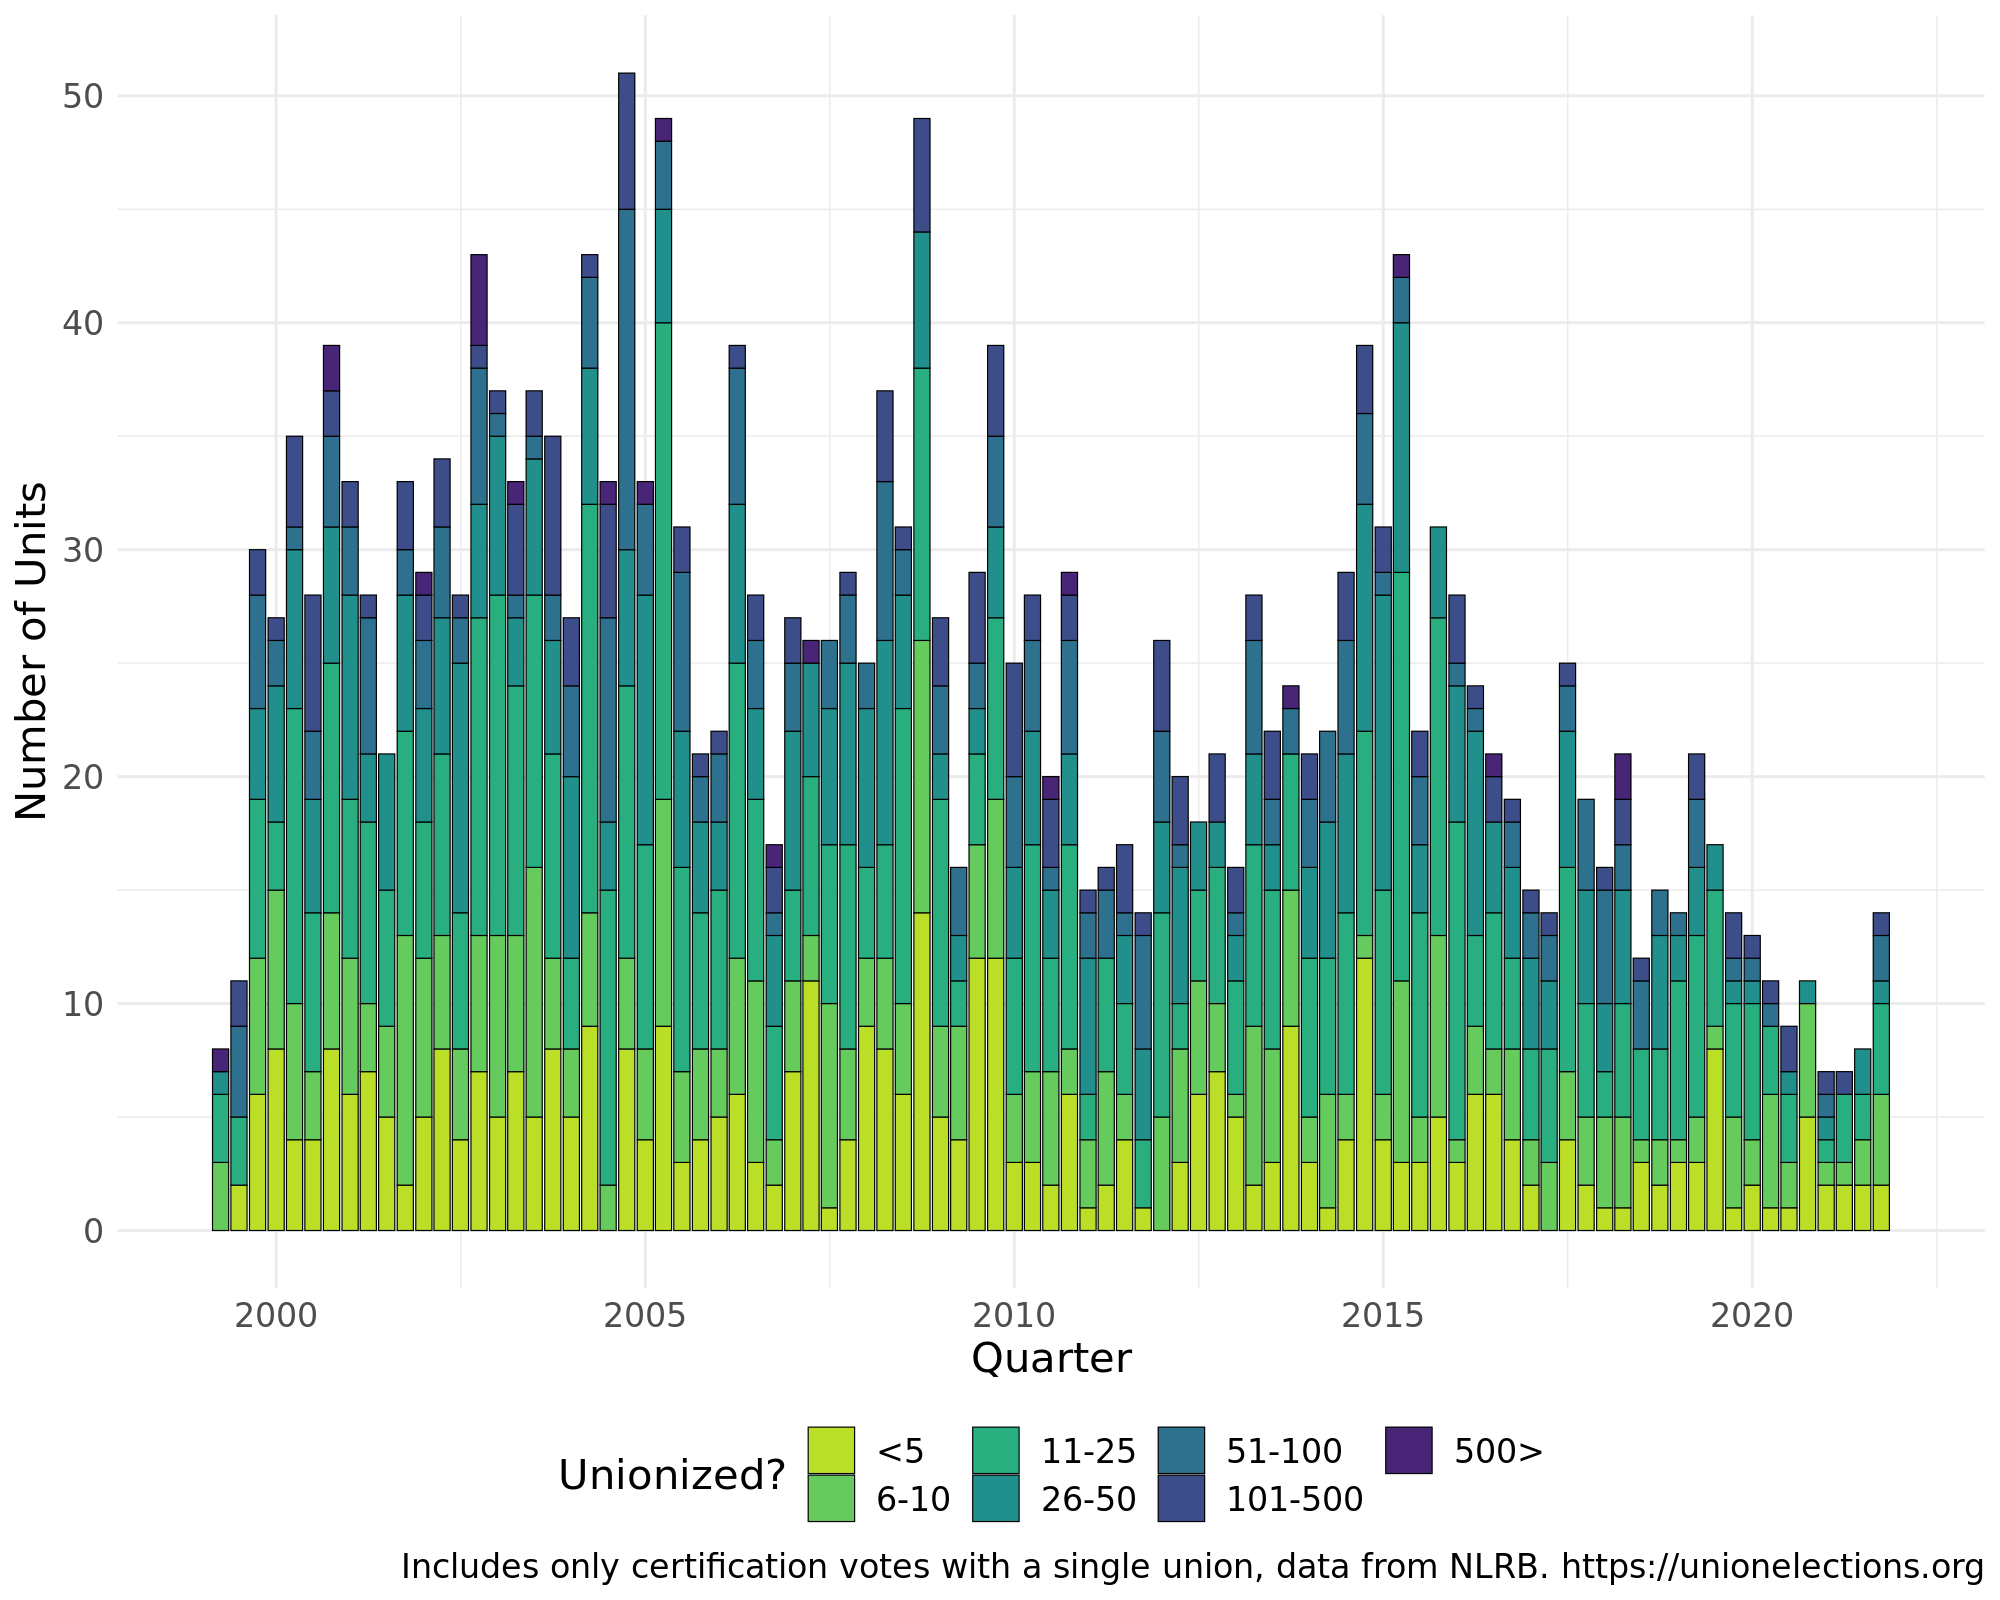 50
40
30
20
10
0
Number of Units
2000 2005 2010 2015 2020
Quarter
Unionized?
<5 11-25 51-100 500>
6-10 26-50 101-500
Includes only certification votes with a single union, data from NLRB. https://unionelections.org